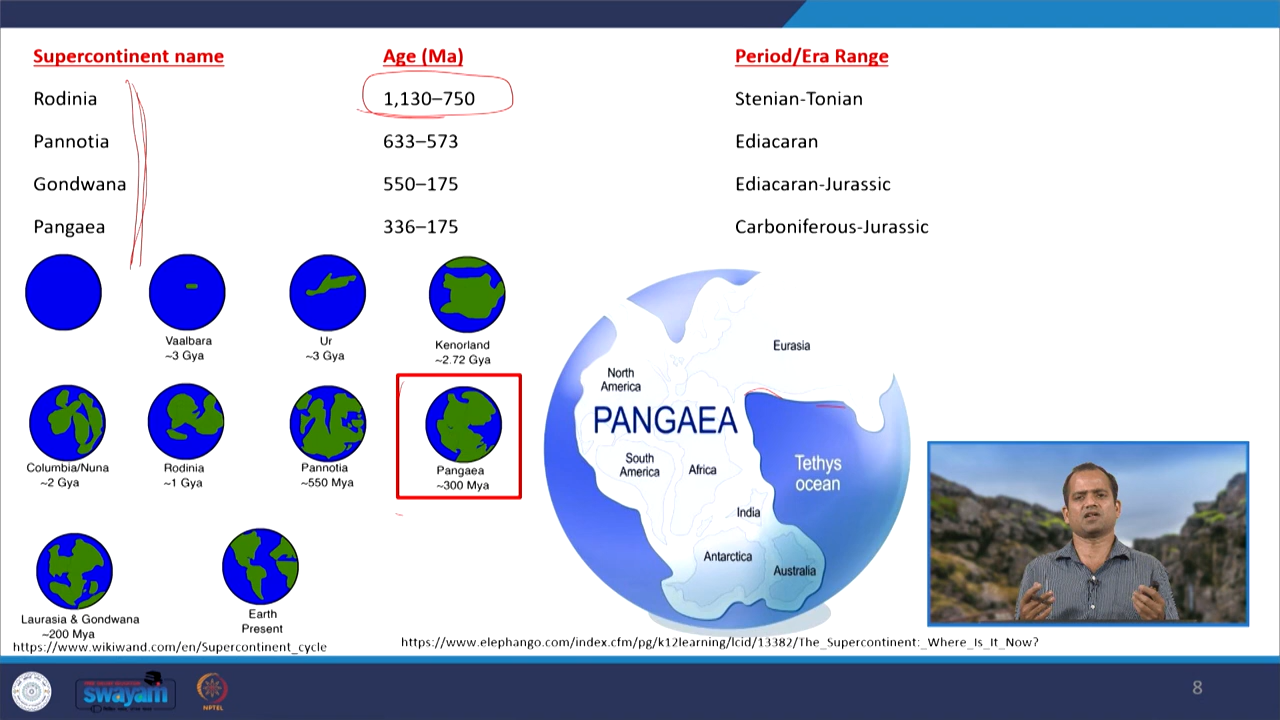 Supercontinent name Age (Ma) Period/Era Range
Rodinia 1,130–750 Stenian-Tonian
Pannotia 633–573 Ediacaran
Gondwana 550–175 Ediacaran-Jurassic
Pangaea 336–175 Carboniferous-Jurassic
Vaalbara
~3 Gya
Ur
~3 Gya
Kenorland
~2.72 Gya
Columbia/Nuna
~2 Gya
Rodinia
~1 Gya
Pannotia
~550 Mya
Pangaea
~300 Mya
Laurasia & Gondwana
~200 Mya
Earth
Present
Eurasia
North
America
PANGAEA
South
America
Africa
Tethys
ocean
India
Antarctica
Australia
https://www.wikiwand.com/en/Supercontinent_cycle
https://www.elephango.com/index.cfm/pg/k12learning/lcid/13382/The_Supercontinent:_Where_Is_It_Now?
swayam
NPTEL
8